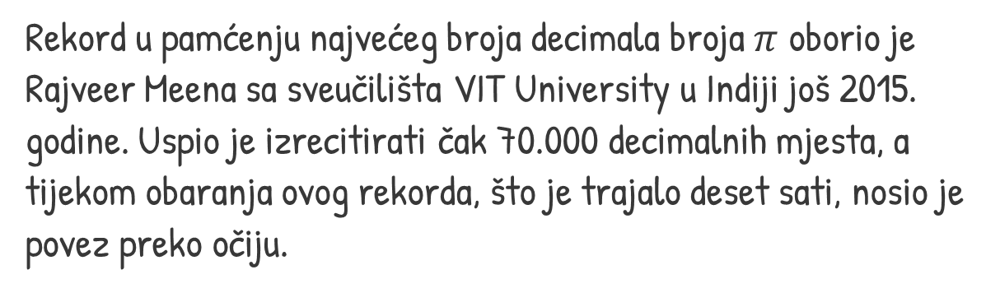 Rekord u pamćenju najvećeg broja decimala broja π oborio je
Rajveer Meena sa sveučilišta VIT University u Indiji još 2015.
godine. Uspio je izrecitirati čak 70.000 decimalnih mjesta, a
tijekom obaranja ovog rekorda, što je trajalo deset sati, nosio je
povez preko očiju.